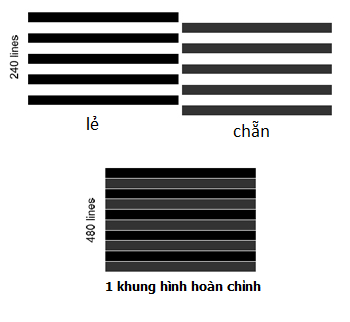 240 lines
lẻ
chẵn
480 lines
1 khung hình hoàn chỉnh